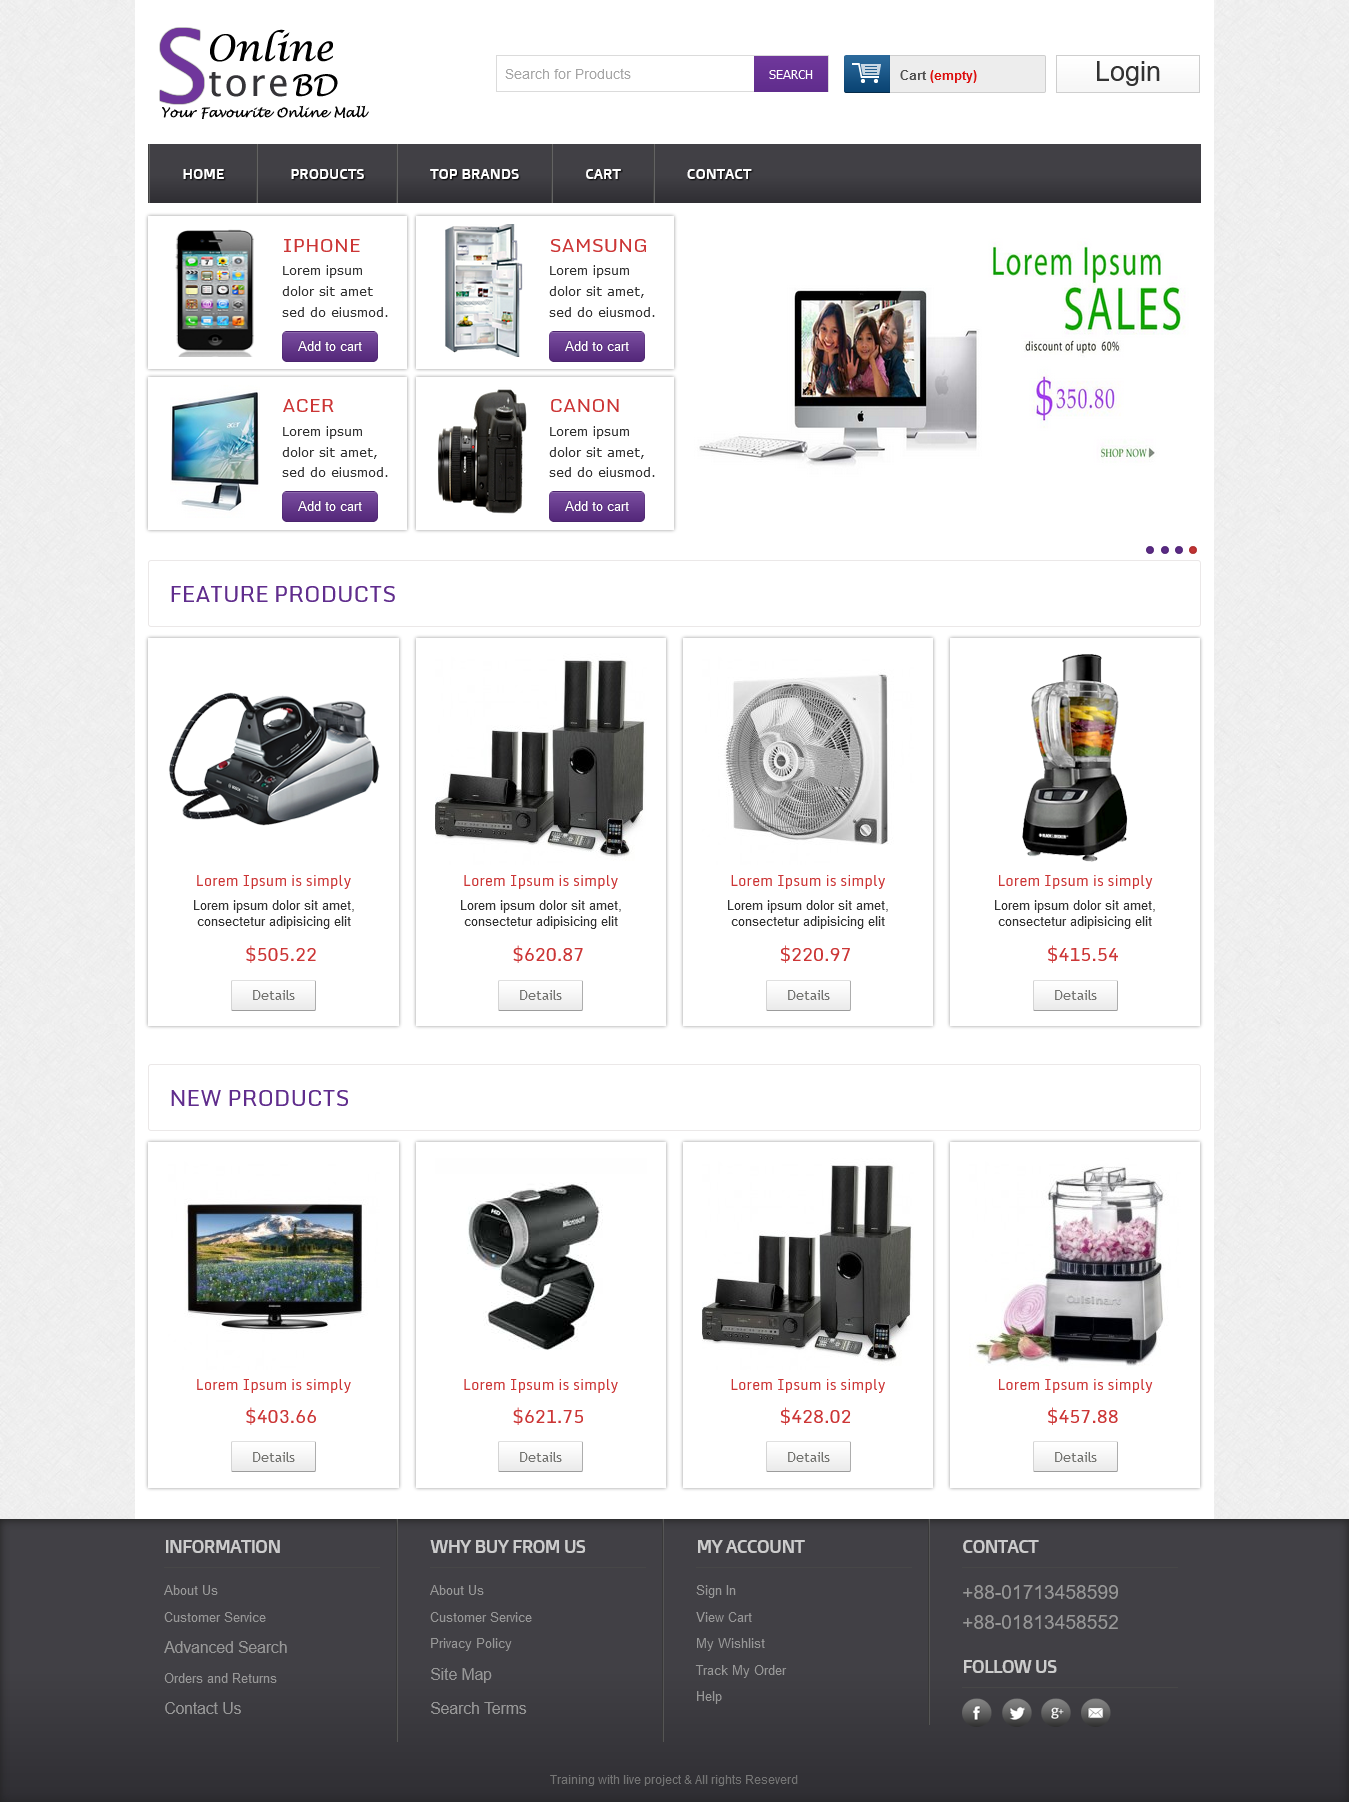 Online
Store BD
Your Favourite Online Mall
Search for Products
SEARCH
Cart (empty)
Login
HOME
PRODUCTS
TOP BRANDS
CART
CONTACT
IPHONE
Lorem ipsum
dolor sit amet
sed do eiusmod.
Add to cart
SAMSUNG
Lorem ipsum
dolor sit amet,
sed do eiusmod.
Add to cart
Lorem Ipsum
SALES
discount of upto 60%
$350.80
SHOP NOW
acer
ACER
Lorem ipsum
dolor sit amet,
sed do eiusmod.
Add to cart
Canon
CANON
Lorem ipsum
dolor sit amet,
sed do eiusmod.
Add to cart
FEATURE PRODUCTS
BOSCH
BLACK&DECKER
Lorem Ipsum is simply
Lorem ipsum dolor sit amet,
consectetur adipisicing elit
$505.22
Details
Lorem Ipsum is simply
Lorem ipsum dolor sit amet,
consectetur adipisicing elit
$620.87
Details
Lorem Ipsum is simply
Lorem ipsum dolor sit amet,
consectetur adipisicing elit
$220.97
Details
Lorem Ipsum is simply
Lorem ipsum dolor sit amet,
consectetur adipisicing elit
$415.54
Details
NEW PRODUCTS
HD
Microsoft
Cuisinart
Lorem Ipsum is simply
$403.66
Details
Lorem Ipsum is simply
$621.75
Details
Lorem Ipsum is simply
$428.02
Details
Lorem Ipsum is simply
$457.88
Details
INFORMATION
About Us
Customer Service
Advanced Search
Orders and Returns
Contact Us
WHY BUY FROM US
About Us
Customer Service
Privacy Policy
Site Map
Search Terms
MY ACCOUNT
Sign In
View Cart
My Wishlist
Track My Order
Help
CONTACT
+88-01713458599
+88-01813458552
FOLLOW US
f
g+
Training with live project & All rights Reseverd